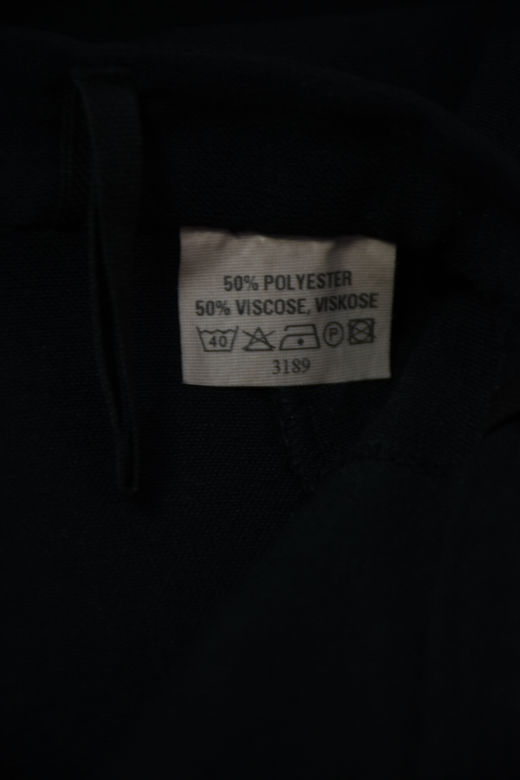 50% POLYESTER
50% VISCOSE, VISKOSE
40 P
3189